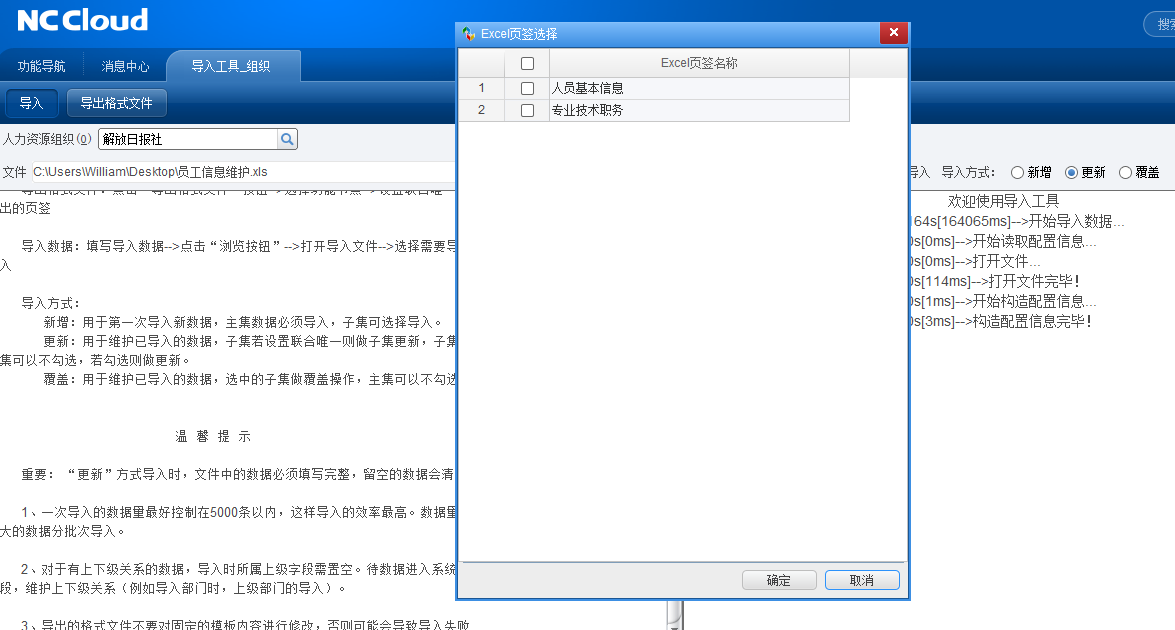 NC Cloud
搜
功能导航
消息中心
导入工具_组织
导入
导出格式文件
人力资源组织(O)
解放日报社
文件
C:\Users\William\Desktop\员工信息维护.xls
导入
导入方式:
新增
更新
覆盖
出的页签
导入数据: 填写导入数据-->点击“浏览按钮”-->打开导入文件-->选择需要导
入
导入方式:
新增: 用于第一次导入新数据, 主集数据必须导入, 子集可选择导入。
更新: 用于维护已导入的数据, 子集若设置联合唯一则做子集更新, 子集
集可以不勾选, 若勾选则做更新。
覆盖: 用于维护已导入的数据, 选中的子集做覆盖操作, 主集可以不勾选
温 馨 提 示
重要: “更新”方式导入时, 文件中的数据必须填写完整, 留空的数据会清
1、一次导入的数据量最好控制在5000条以内, 这样导入的效率最高。数据量
大的数据分批次导入。
2、对于有上下级关系的数据, 导入时所属上级字段需置空。待数据进入系统
段, 维护上下级关系 (例如导入部门时, 上级部门的导入) 。
3、导出的格式文件不要对固定的模板内容进行修改, 否则可能会导致导入失败
Excel页签选择
Excel页签名称
1 人员基本信息
2 专业技术职务
确定
取消
欢迎使用导入工具
64s[164065ms]-->开始导入数据...
s[0ms]-->开始读取配置信息...
s[0ms]-->打开文件...
s[114ms]-->打开文件完毕!
s[1ms]-->开始构造配置信息...
s[3ms]-->构造配置信息完毕!